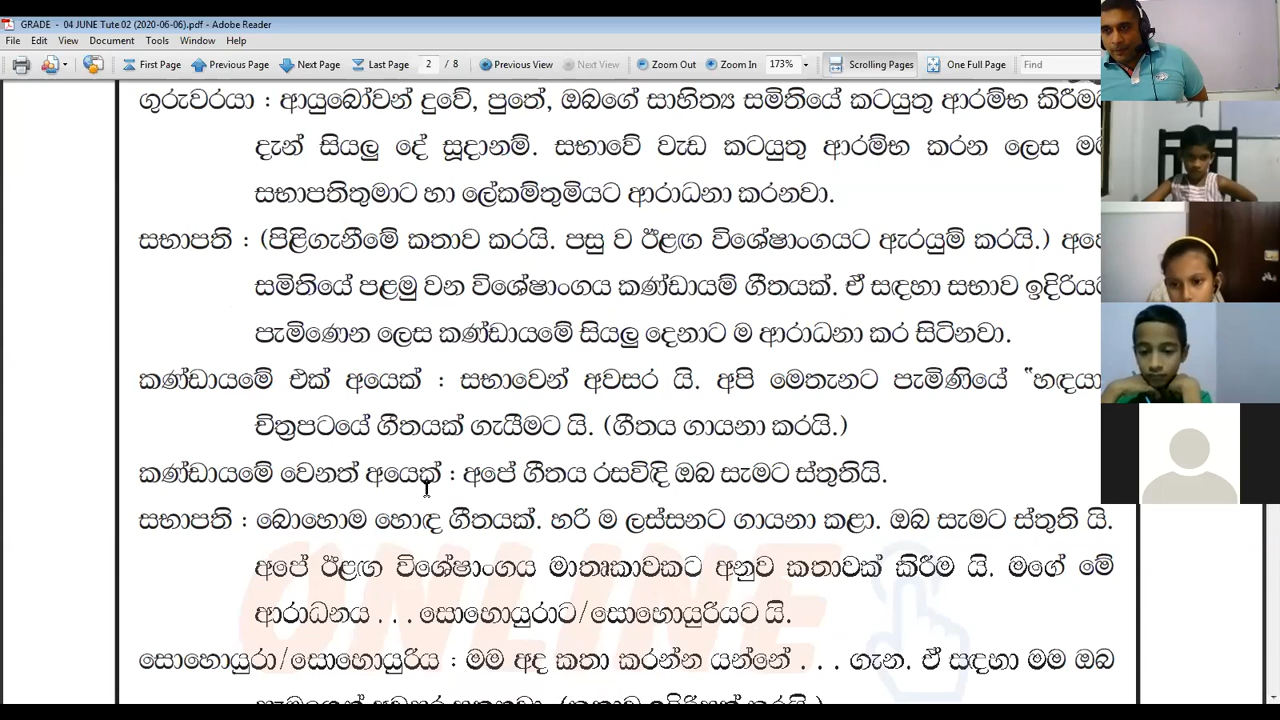 GRADE - 04 JUNE Tute 02 (2020-06-06).pdf - Adobe Reader
File Edit View Document Tools Window Help
First Page Previous Page Next Page Last Page 2 / 8 Previous View Next View Zoom Out Zoom In 173% Scrolling Pages One Full Page Find
ගුරුවරයා : ආයුබෝවන් දුවේ, පුතේ, ඔබගේ සාහිත්‍ය සමිතියේ කටයුතු ආරම්භ
දැන් සියලු දේ සූදානම්. සභාවේ වැඩ කටයුතු ආරම්භ කරන ලෙස
සභාපතිතුමාට හා ලේකම්තුමියට ආරාධනා කරනවා.
සභාපති : (පිළිගැනීමේ කතාව කරයි. පසු ව ඊළඟ විශේෂාංගයට ඇරයුම් කරයි.)
සමිතියේ පළමු වන විශේෂාංගය කණ්ඩායම් ගීතයක්. ඒ සඳහා සභාව
පැමිණෙන ලෙස කණ්ඩායමේ සියලු දෙනාට ම ආරාධනා කර සිටිනවා.
කණ්ඩායමේ එක් අයෙක් : සභාවෙන් අවසර යි. අපි මෙතැනට පැමිණියේ “හඳයා
චිත්‍රපටයේ ගීතයක් ගැයීමට යි. (ගීතය ගායනා කරයි.)
කණ්ඩායමේ වෙනත් අයෙක් : අපේ ගීතය රසවිඳි ඔබ සැමට ස්තුතියි.
සභාපති : බොහොම හොඳ ගීතයක්. හරි ම ලස්සනට ගායනා කළා. ඔබ සැමට ස්තුති යි.
අපේ ඊළඟ විශේෂාංගය මාතෘකාවකට අනුව කතාවක් කිරීම යි. මගේ මේ
ආරාධනය . . . සොහොයුරාට/සොහොයුරියට යි.
සොහොයුරා/සොහොයුරිය : මම අද කතා කරන්න යන්නේ . . . ගැන. ඒ සඳහා මම ඔබ
ONLINE